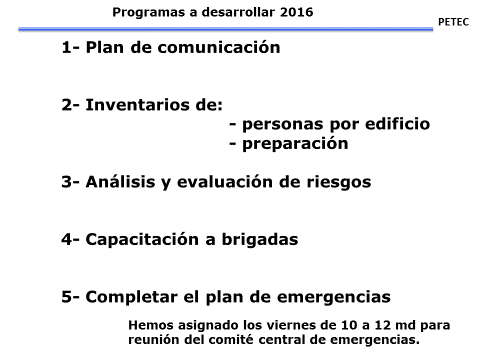 Programas a desarrollar 2016
PETEC
1- Plan de comunicación
2- Inventarios de:
- personas por edificio
- preparación
3- Análisis y evaluación de riesgos
4- Capacitación a brigadas
5- Completar el plan de emergencias
Hemos asignado los viernes de 10 a 12 md para
reunión del comité central de emergencias.